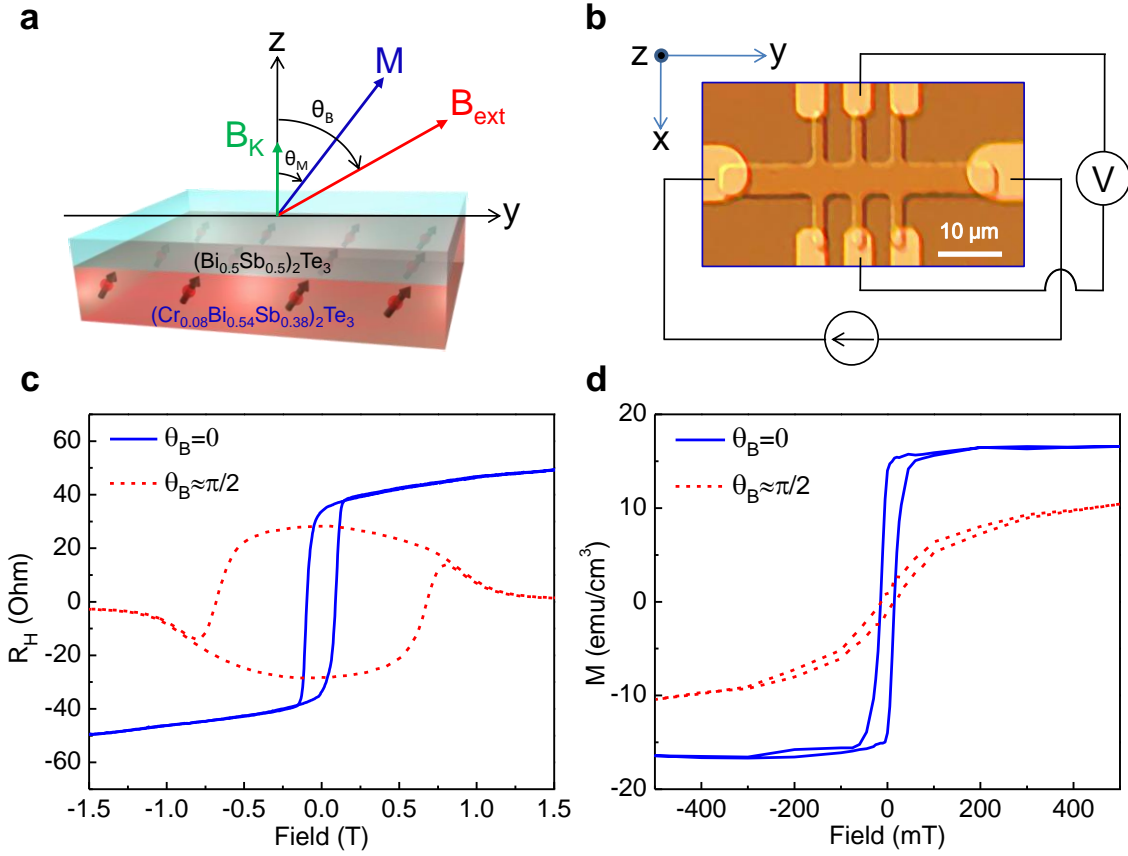 a
z
M
B_ext
θ_B
B_K
θ_M
y
(Bi_0.5Sb_0.5)_2Te_3
(Cr_0.08Bi_0.54Sb_0.38)_2Te_3
b
z
y
x
V
10 μm
c
θ_B=0
θ_B≈π/2
R_H (Ohm)
60
40
20
0
-20
-40
-60
-1.5 -1.0 -0.5 0.0 0.5 1.0 1.5
Field (T)
d
θ_B=0
θ_B≈π/2
M (emu/cm³)
20
10
0
-10
-20
-400 -200 0 200 400
Field (mT)